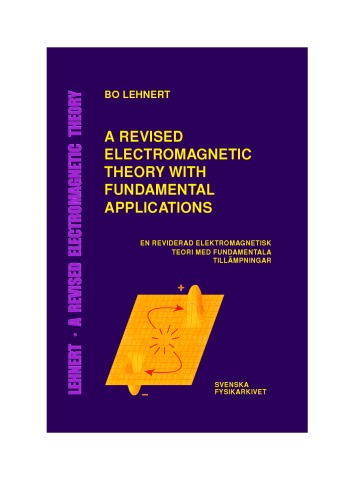 LEHNERT · A REVISED ELECTROMAGNETIC THEORY
BO LEHNERT
A REVISED
ELECTROMAGNETIC
THEORY WITH
FUNDAMENTAL
APPLICATIONS
EN REVIDERAD ELEKTROMAGNETISK
TEORI MED FUNDAMENTALA
TILLÄMPNINGAR
+
–
SVENSKA
FYSIKARKIVET